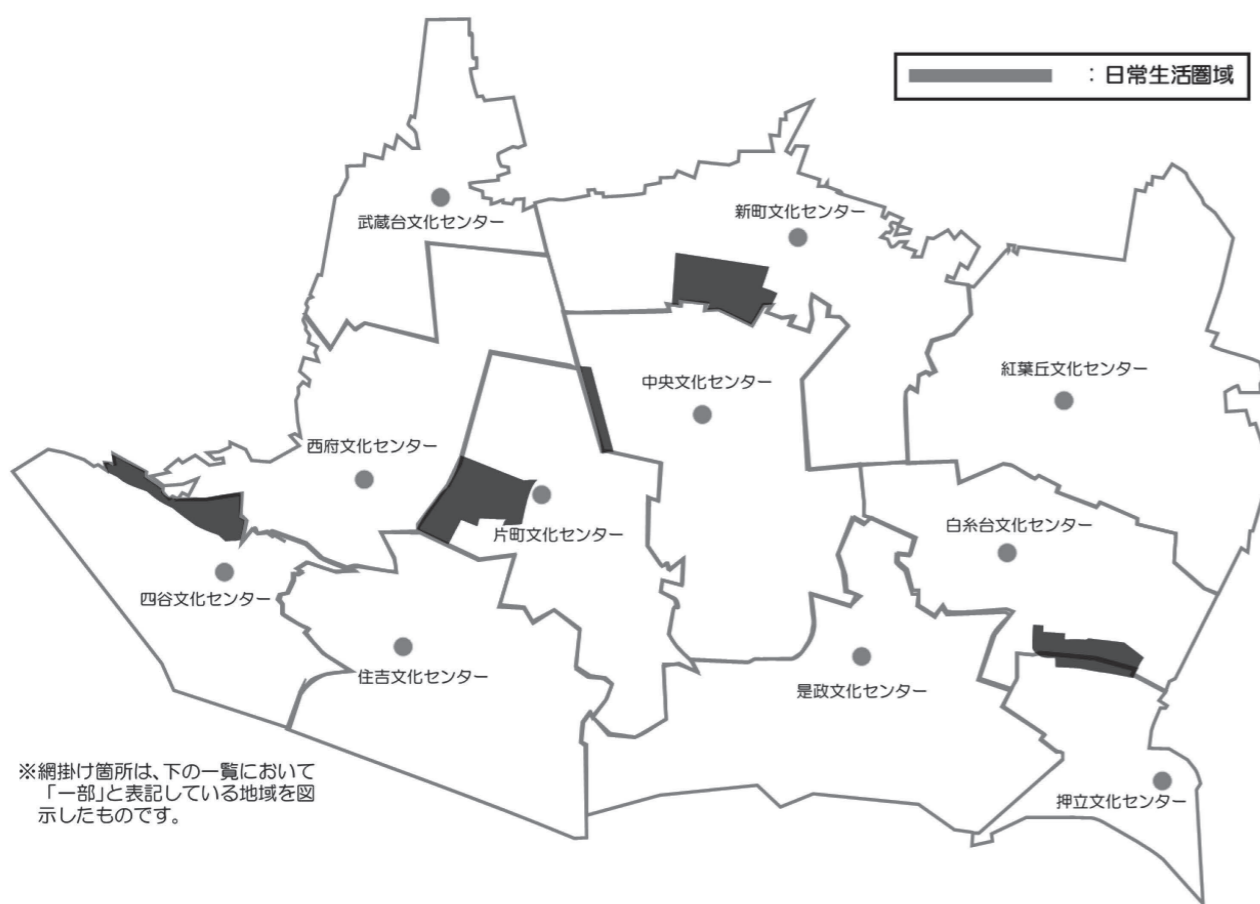 ：日常生活圏域
武蔵台文化センター
新町文化センター
中央文化センター
紅葉丘文化センター
西府文化センター
片町文化センター
白糸台文化センター
四谷文化センター
住吉文化センター
是政文化センター
押立文化センター
※網掛け箇所は、下の一覧において
「一部」と表記している地域を図
示したものです。